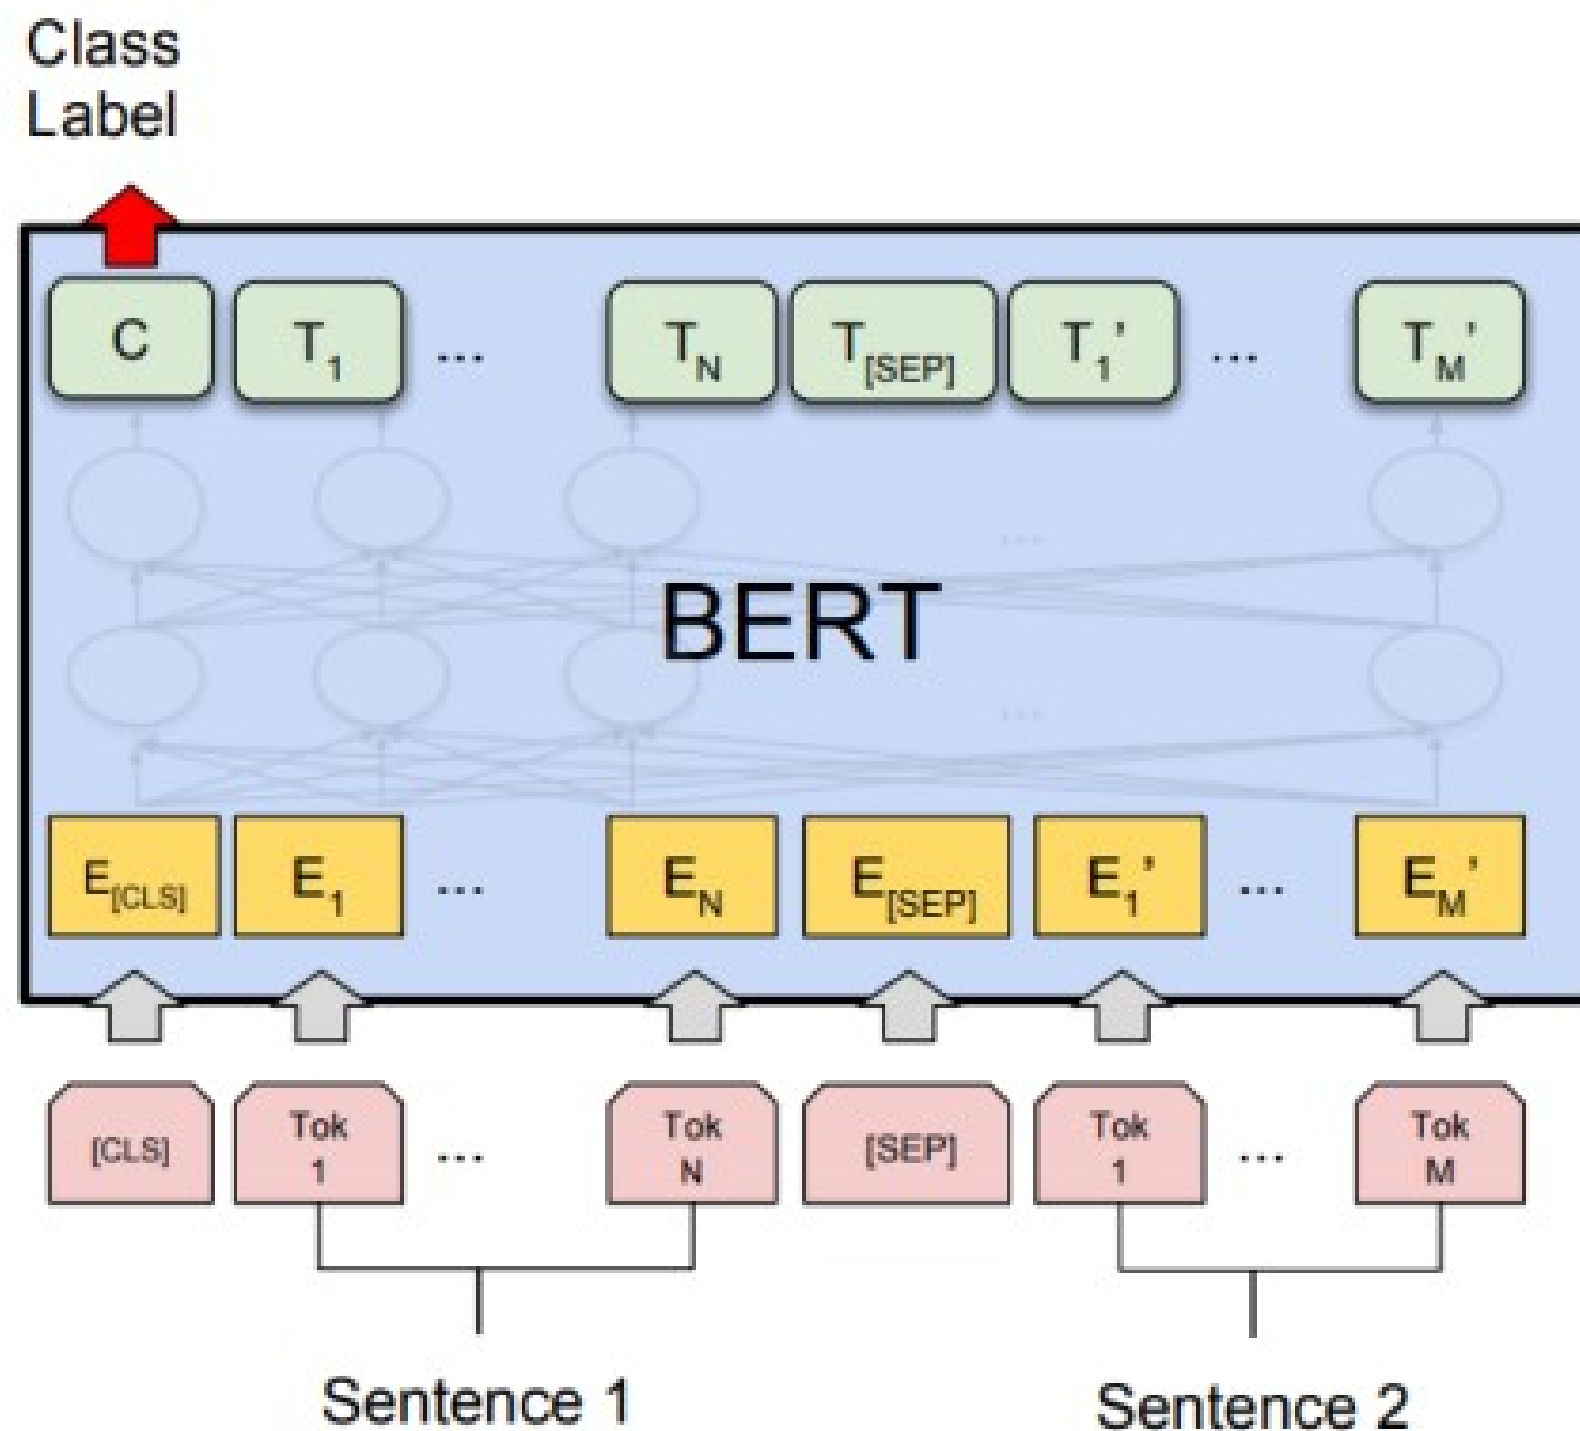 Class
Label
C T1 ... TN T[SEP] T1' ... TM'
...
BERT
...
E[CLS] E1 ... EN E[SEP] E1' ... EM'
[CLS] Tok 1 ... Tok N [SEP] Tok 1 ... Tok M
Sentence 1 Sentence 2